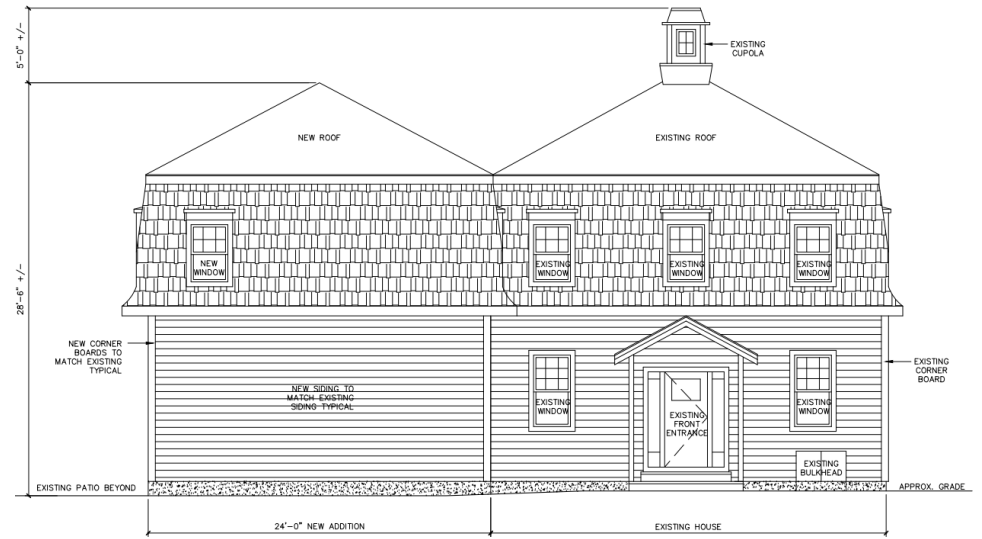 5'-0" +/-
EXISTING
CUPOLA
NEW ROOF
EXISTING ROOF
28'-6" +/-
NEW
WINDOW
EXISTING
WINDOW
EXISTING
WINDOW
EXISTING
WINDOW
NEW CORNER
BOARDS TO
MATCH EXISTING
TYPICAL
NEW SIDING TO
MATCH EXISTING
SIDING TYPICAL
EXISTING
WINDOW
EXISTING
FRONT
ENTRANCE
EXISTING
WINDOW
EXISTING
CORNER
BOARD
EXISTING
BULKHEAD
EXISTING PATIO BEYOND
APPROX. GRADE
24'-0" NEW ADDITION
EXISTING HOUSE